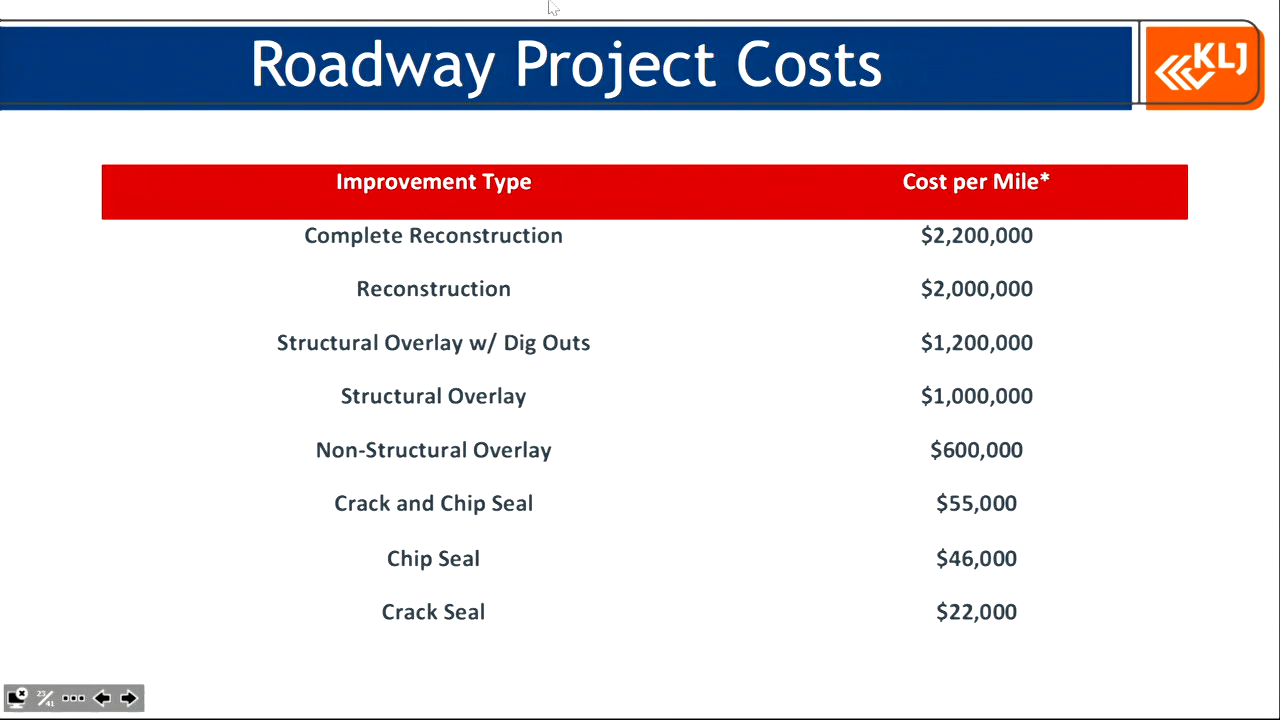 Roadway Project Costs
KLJ
Improvement Type Cost per Mile*
Complete Reconstruction $2,200,000
Reconstruction $2,000,000
Structural Overlay w/ Dig Outs $1,200,000
Structural Overlay $1,000,000
Non-Structural Overlay $600,000
Crack and Chip Seal $55,000
Chip Seal $46,000
Crack Seal $22,000
23/41